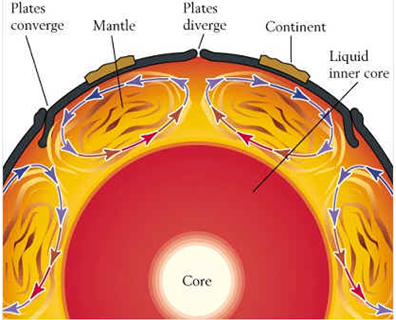 Plates
converge
Mantle
Plates
diverge
Continent
Liquid
inner core
Core